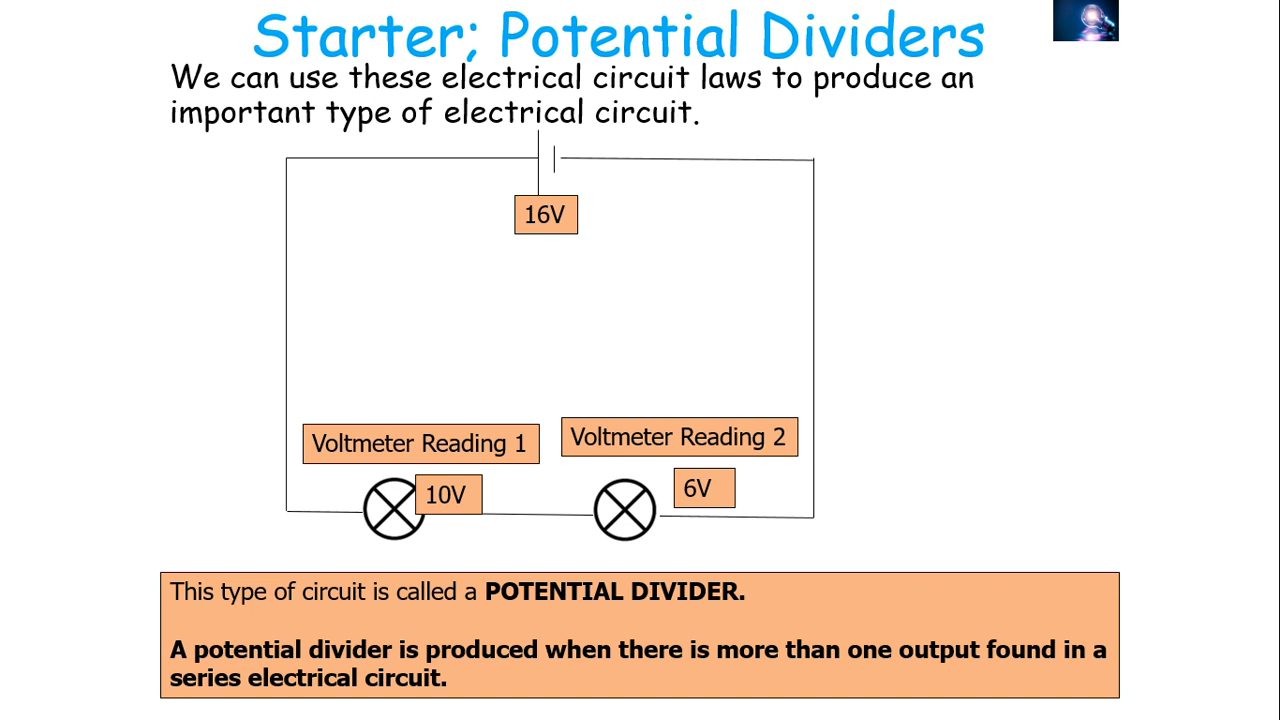 Starter; Potential Dividers
We can use these electrical circuit laws to produce an
important type of electrical circuit.
16V
Voltmeter Reading 1
Voltmeter Reading 2
10V
6V
This type of circuit is called a POTENTIAL DIVIDER.
A potential divider is produced when there is more than one output found in a
series electrical circuit.